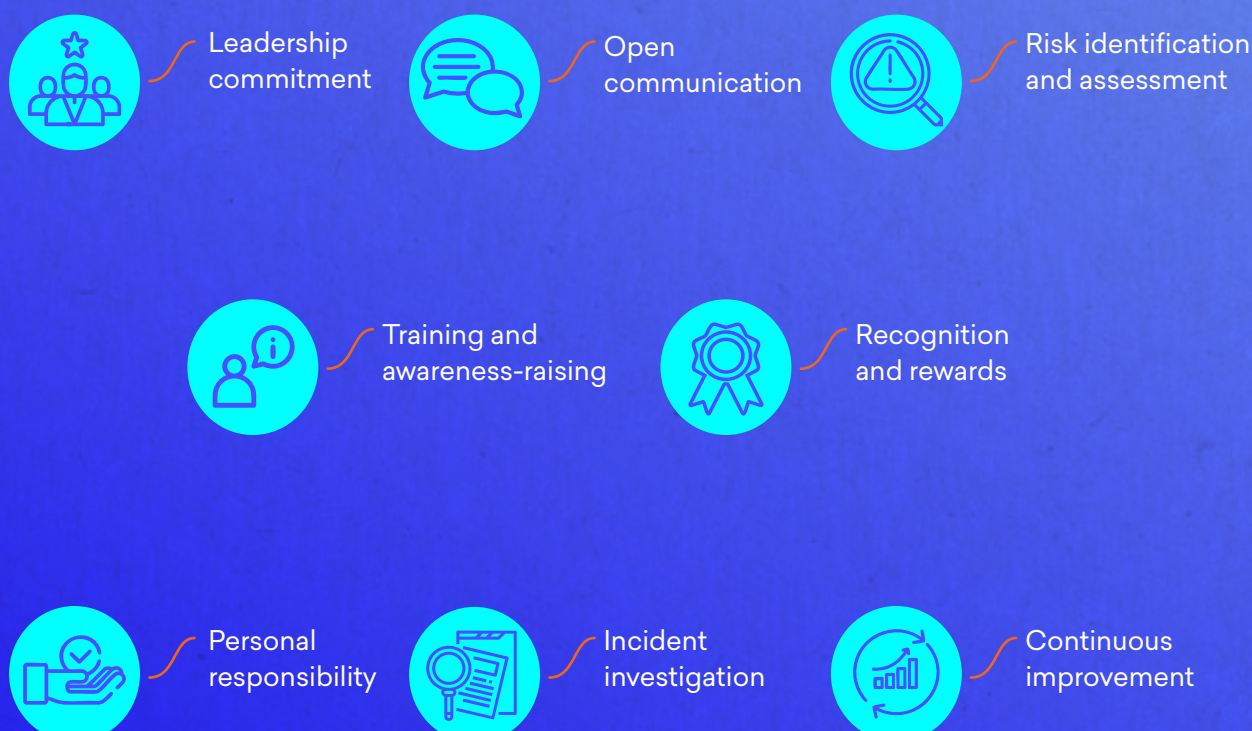 Leadership
commitment
Open
communication
Risk identification
and assessment
Training and
awareness-raising
Recognition
and rewards
Personal
responsibility
Incident
investigation
Continuous
improvement